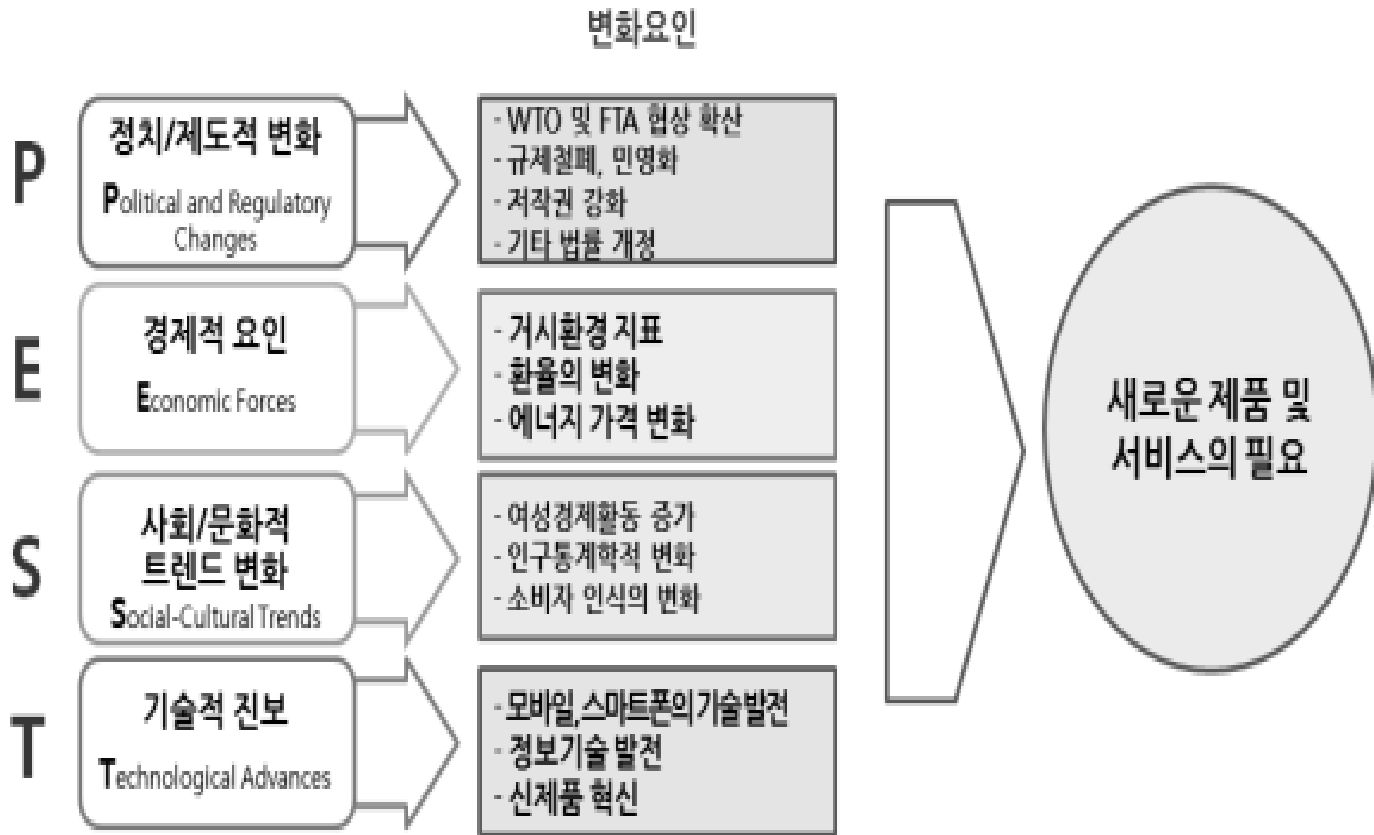 변화요인
P
정치/제도적 변화
Political and Regulatory
Changes
- WTO 및 FTA 협상 확산
- 규제철폐, 민영화
- 저작권 강화
- 기타 법률 개정
E
경제적 요인
Economic Forces
- 거시환경 지표
- 환율의 변화
- 에너지 가격 변화
S
사회/문화적
트렌드 변화
Social-Cultural Trends
- 여성경제활동 증가
- 인구통계학적 변화
- 소비자 인식의 변화
T
기술적 진보
Technological Advances
- 모바일,스마트폰의 기술발전
- 정보기술 발전
- 신제품 혁신
새로운 제품 및
서비스의 필요